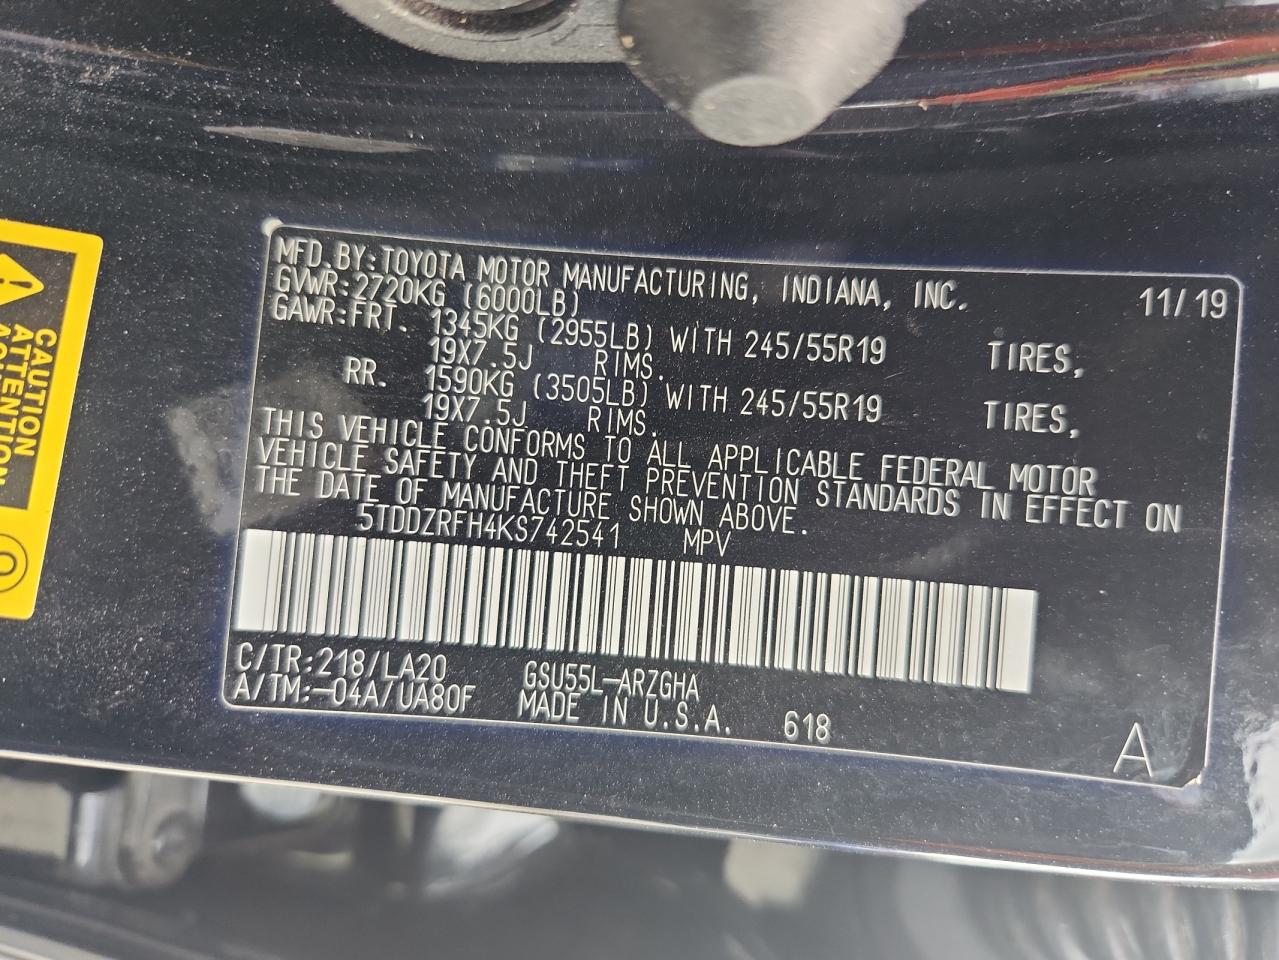 MFD.BY:TOYOTA MOTOR MANUFACTURING, INDIANA, INC. 11/19
GVWR:2720KG (6000LB)
GAWR:FRT. 1345KG (2955LB) WITH 245/55R19 TIRES,
19X7.5J RIMS.
RR. 1590KG (3505LB) WITH 245/55R19 TIRES,
19X7.5J RIMS.
THIS VEHICLE CONFORMS TO ALL APPLICABLE FEDERAL MOTOR
VEHICLE SAFETY AND THEFT PREVENTION STANDARDS IN EFFECT ON
THE DATE OF MANUFACTURE SHOWN ABOVE.
5TDDZRFH4KS742541 MPV
C/TR:218/LA20 GSU55L-ARZGHA
A/TM:-04A/UA80F MADE IN U.S.A. 618
A
CAUTION
ATTENTION